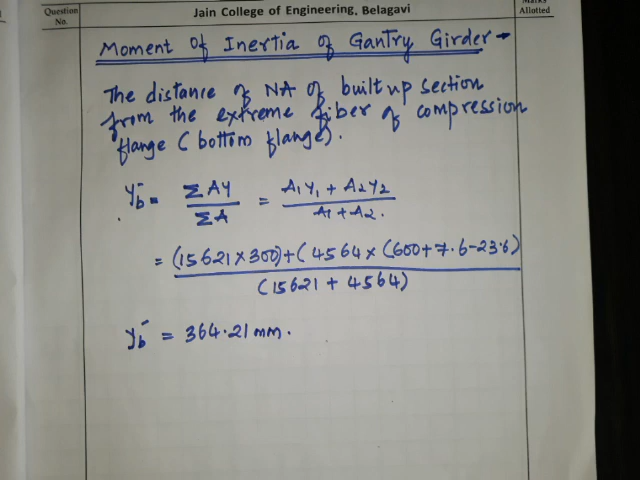 Question No.
Jain College of Engineering, Belagavi
Marks Allotted
Moment of Inertia of Gantry Girder →
The distance of NA of built up section
from the extreme fiber of compression
flange (bottom flange).
ȳb = ΣAY / ΣA = A1Y1 + A2Y2 / A1 + A2.
= (15621 × 300) + (4564 × (600 + 7.6 - 23.6) / (15621 + 4564)
ȳb = 364.21 mm.